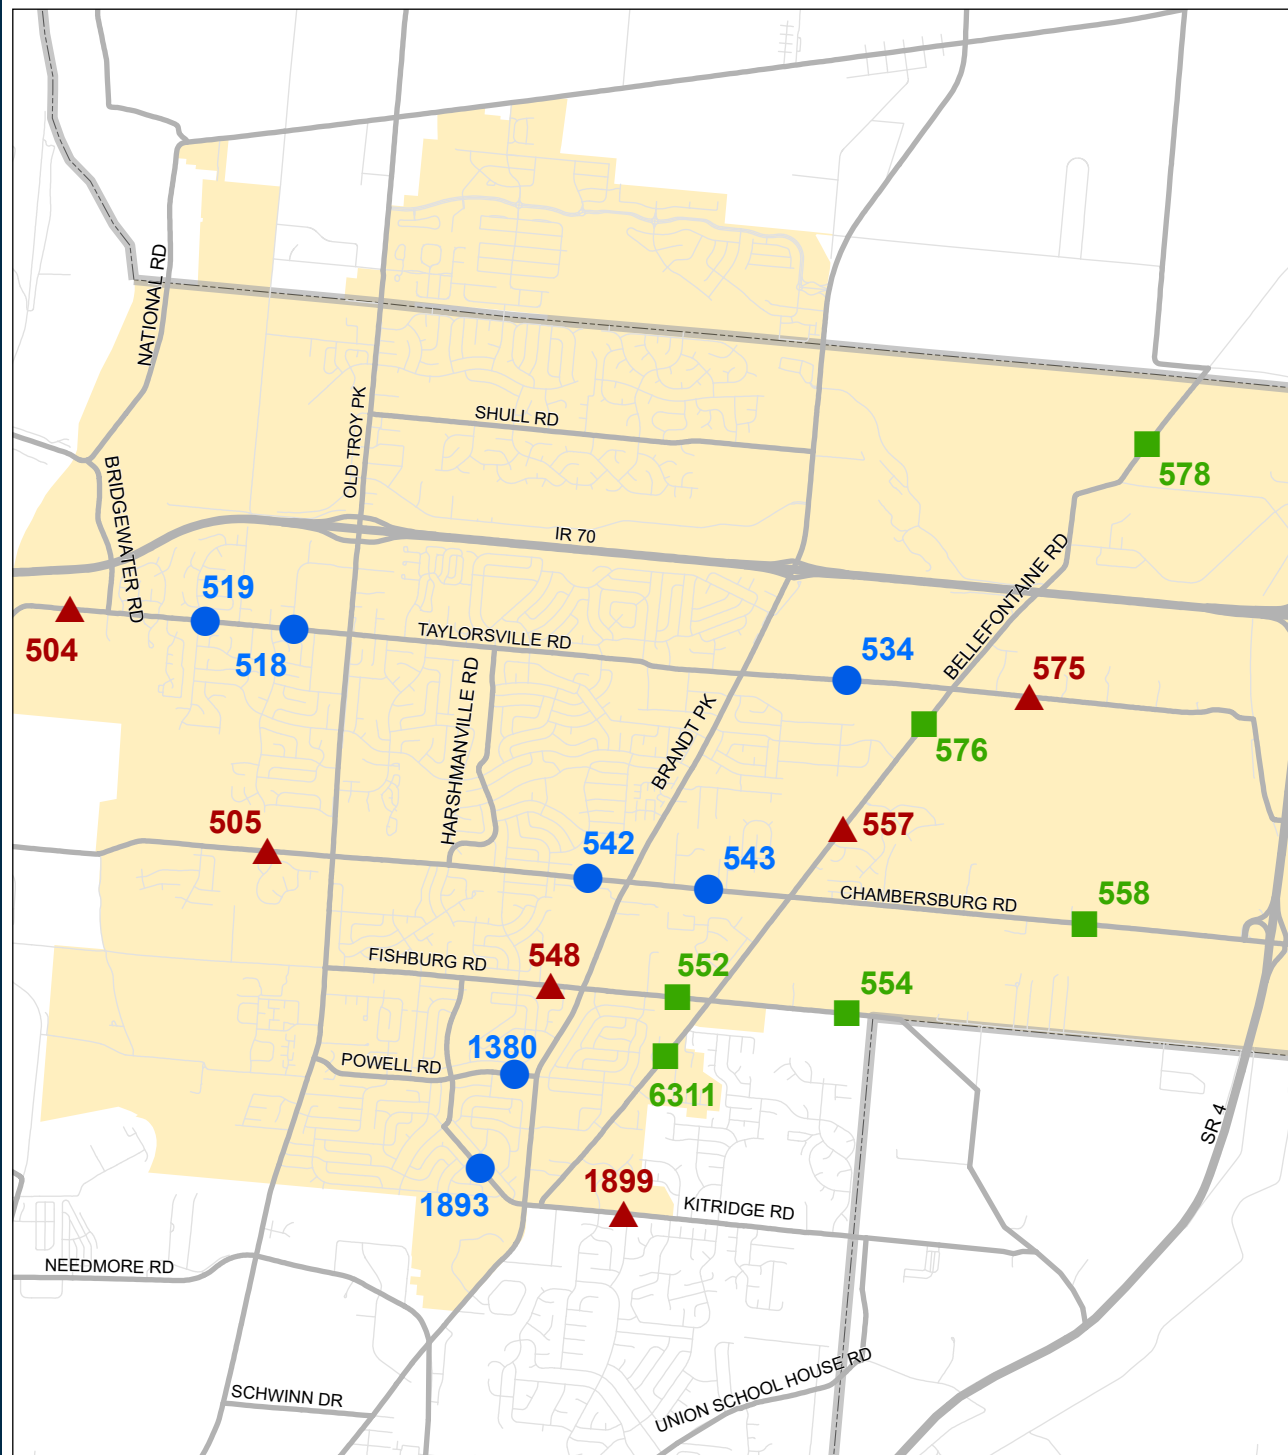 NATIONAL RD
OLD TROY PK
SHULL RD
578
BRIDGEWATER RD
IR 70
BELLEFONTAINE RD
519
504
518
TAYLORSVILLE RD
534
575
HARSHMANVILLE RD
BRANDT PK
576
505
542
543
557
CHAMBERSBURG RD
558
FISHBURG RD
548
552
554
POWELL RD
1380
6311
SR 4
1893
1899
KITRIDGE RD
NEEDMORE RD
SCHWINN DR
UNION SCHOOL HOUSE RD